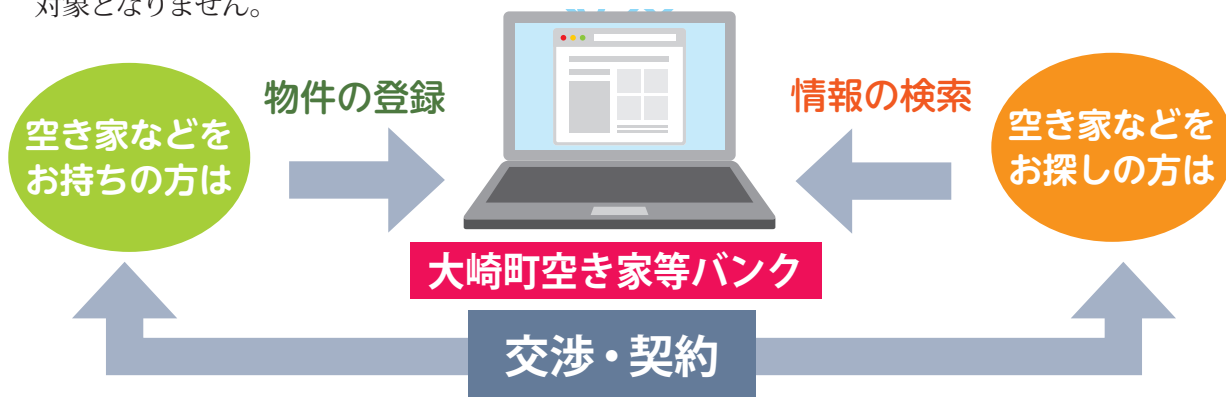 対象となりません。
物件の登録
情報の検索
空き家などを
お持ちの方は
空き家などを
お探しの方は
大崎町空き家等バンク
交渉・契約